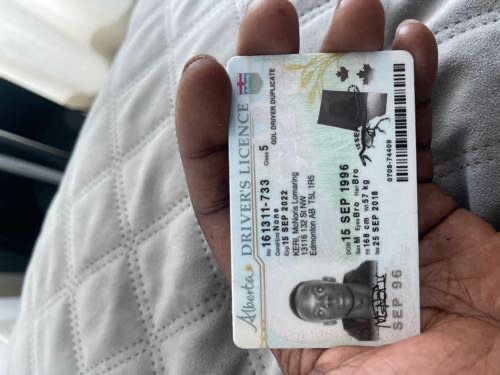 Alberta DRIVER'S LICENCE
No 161311-733 Class 5
Cond/End None GDL DRIVER DUPLICATE
Exp 15 SEP 2022
KERI, McNoris Lomaring
13116 132 St NW
Edmonton AB T5L 1R5
DOB 15 SEP 1996
Sex M Eyes Bro Hair Bro
Ht 168 cm Wt 57 kg
Iss 25 SEP 2018
SEP 96
0708-74409